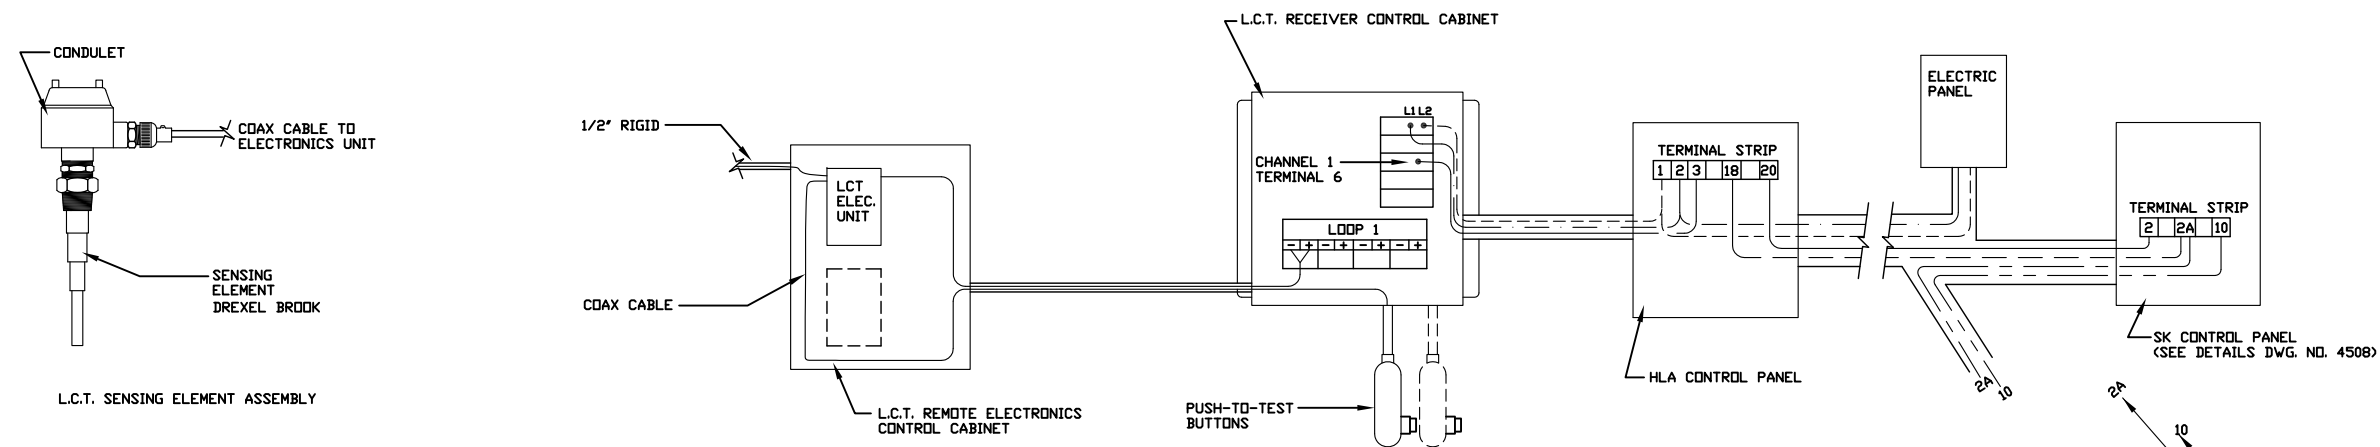 CONDULET
COAX CABLE TO
ELECTRONICS UNIT
SENSING
ELEMENT
DREXEL BROOK
L.C.T. SENSING ELEMENT ASSEMBLY
1/2" RIGID
LCT
ELEC.
UNIT
COAX CABLE
L.C.T. REMOTE ELECTRONICS
CONTROL CABINET
L.C.T. RECEIVER CONTROL CABINET
L1 L2
CHANNEL 1
TERMINAL 6
LOOP 1
- + - + - + - +
PUSH-TO-TEST
BUTTONS
TERMINAL STRIP
1 2 3 18 20
HLA CONTROL PANEL
ELECTRIC
PANEL
TERMINAL STRIP
2 2A 10
SK CONTROL PANEL
(SEE DETAILS DWG. NO. 4508)
2A
10
2A
10